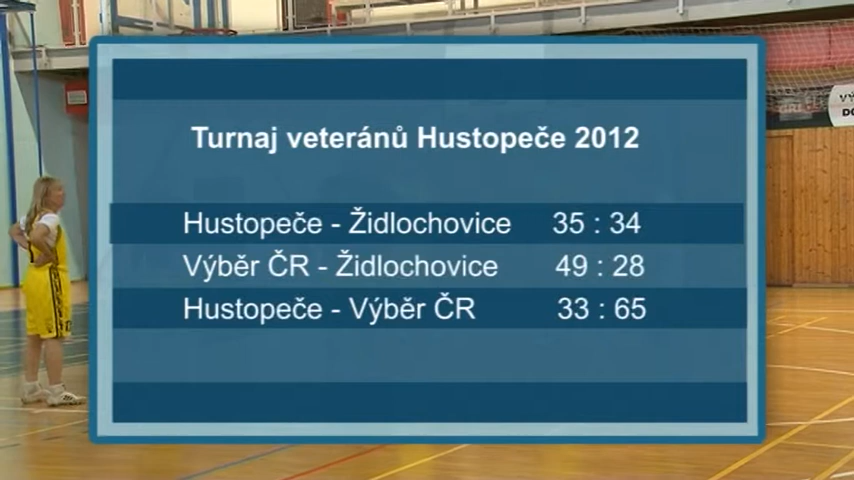 Turnaj veteránů Hustopeče 2012
Hustopeče - Židlochovice 35 : 34
Výběr ČR - Židlochovice 49 : 28
Hustopeče - Výběr ČR 33 : 65